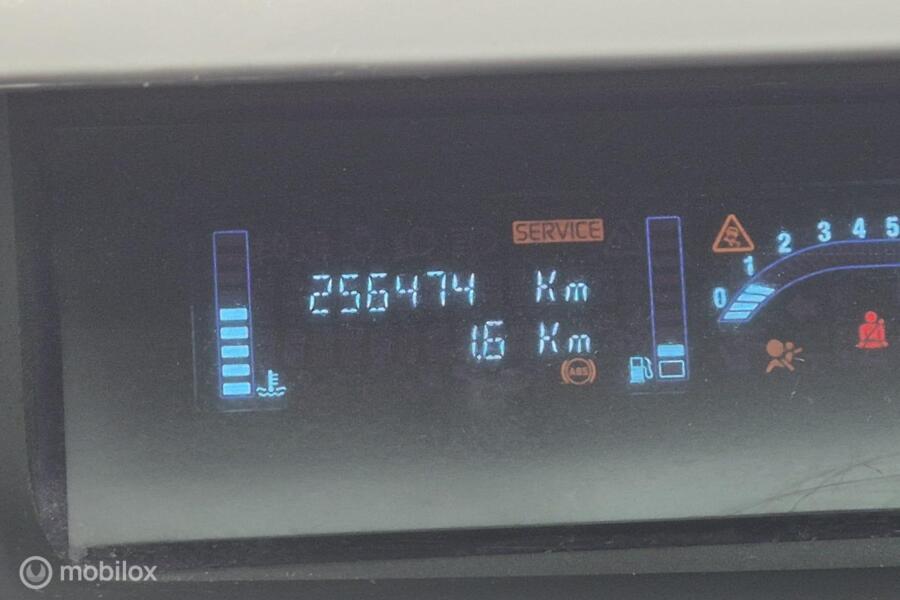 SERVICE
256474 Km
1.6 Km
ABS
0 1 2 3 4 5
mobilox